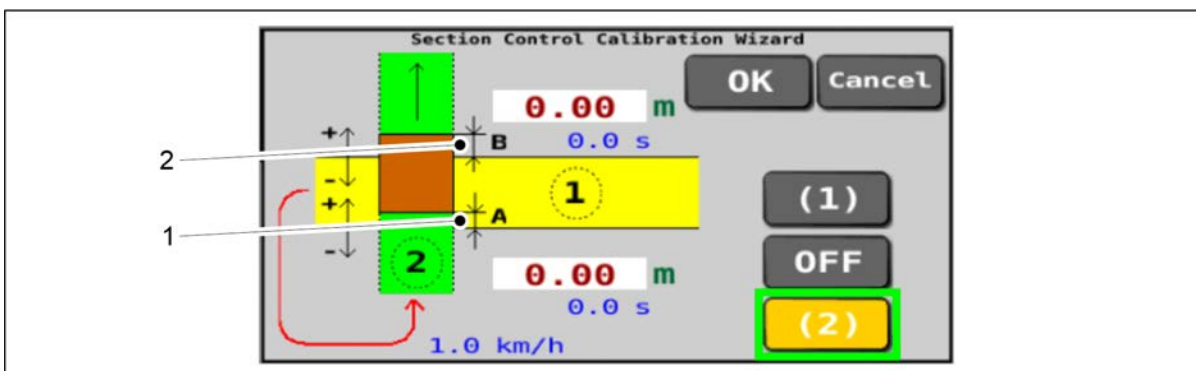 Section Control Calibration Wizard
OK Cancel
0.00 m
+
2
B 0.0 s
-
1
(1)
+
A
1
-
2
OFF
0.00 m
0.0 s
(2)
1.0 km/h